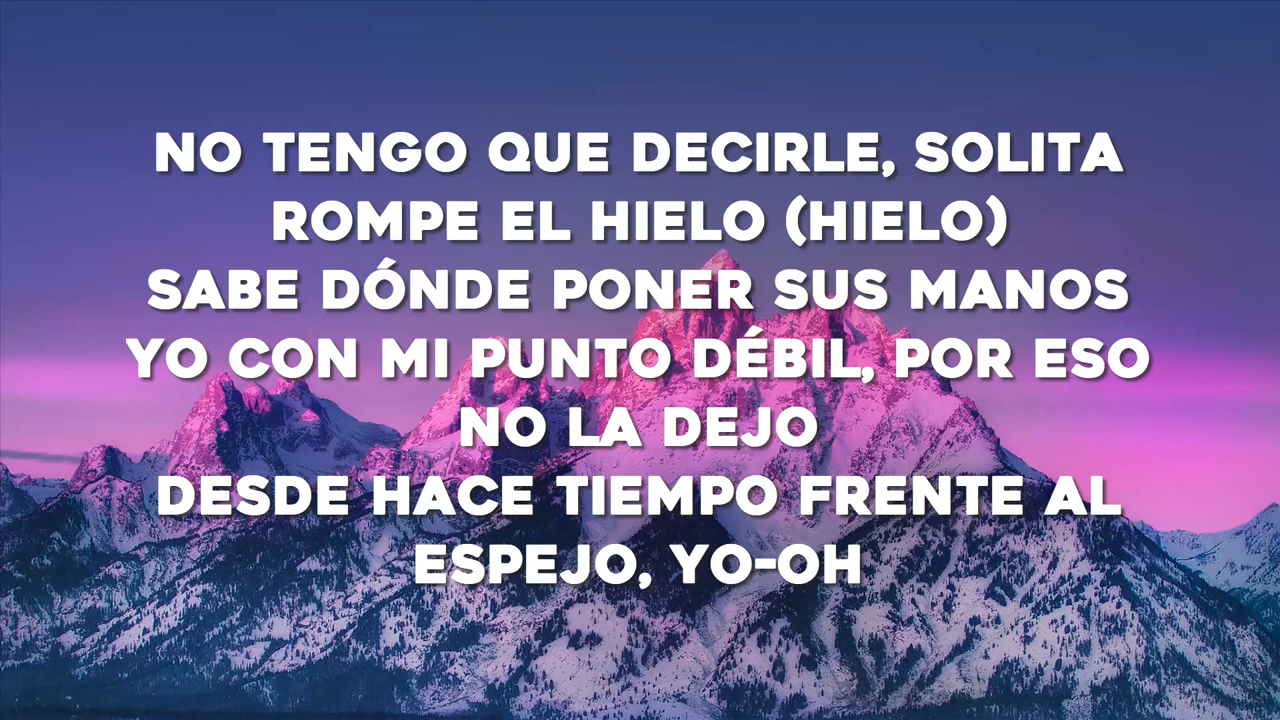 NO TENGO QUE DECIRLE, SOLITA
ROMPE EL HIELO (HIELO)
SABE DÓNDE PONER SUS MANOS
YO CON MI PUNTO DÉBIL, POR ESO
NO LA DEJO
DESDE HACE TIEMPO FRENTE AL
ESPEJO, YO-OH